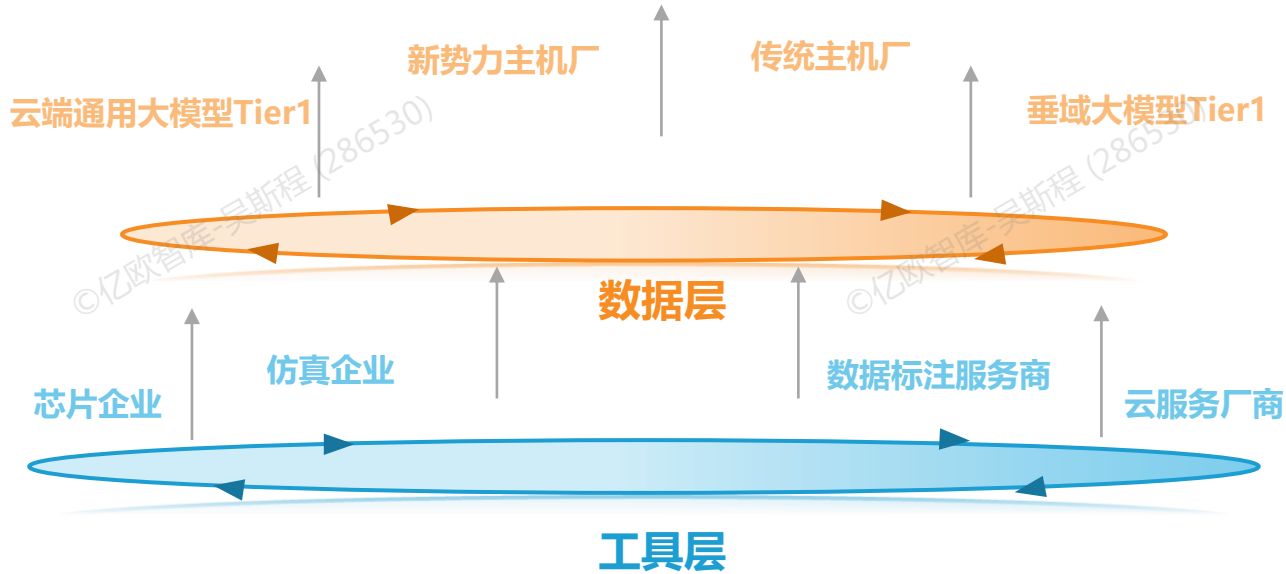 新势力主机厂
传统主机厂
云端通用大模型Tier1
垂域大模型Tier1
©亿欧智库-吴斯程 (286530)
©亿欧智库-吴斯程 (286530)
数据层
仿真企业
数据标注服务商
芯片企业
云服务厂商
工具层